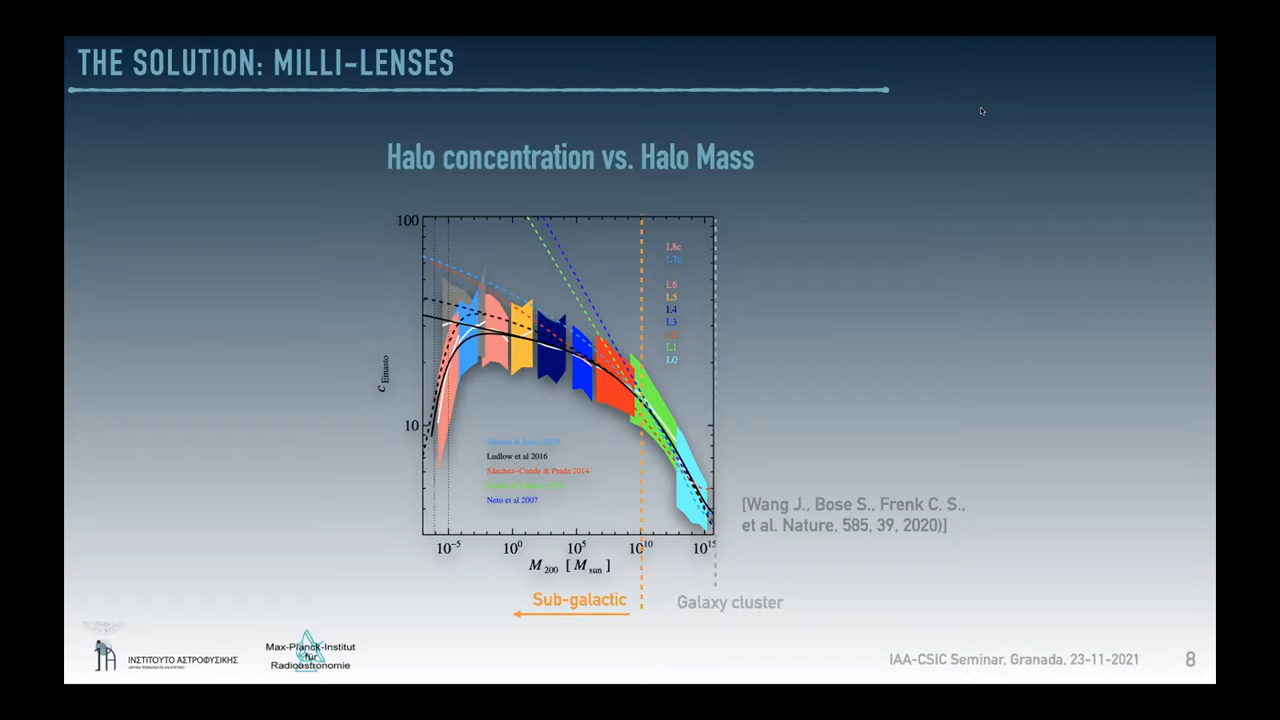 THE SOLUTION: MILLI-LENSES
Halo concentration vs. Halo Mass
100
L8c
L7c
L6
L5
L4
L3
L1
L0
c Einasto
10
Ludlow et al 2016
Sánchez-Conde & Prada 2014
Neto et al 2007
10⁻⁵ 10⁰ 10⁵ 10¹⁰ 10¹⁵
M 200 [ M sun ]
[Wang J., Bose S., Frenk C. S.,
et al. Nature, 585, 39, 2020)]
Sub-galactic
Galaxy cluster
ΙΝΣΤΙΤΟΥΤΟ ΑΣΤΡΟΦΥΣΙΚΗΣ
Max-Planck-Institut
für
Radioastronomie
IAA-CSIC Seminar, Granada, 23-11-2021
8